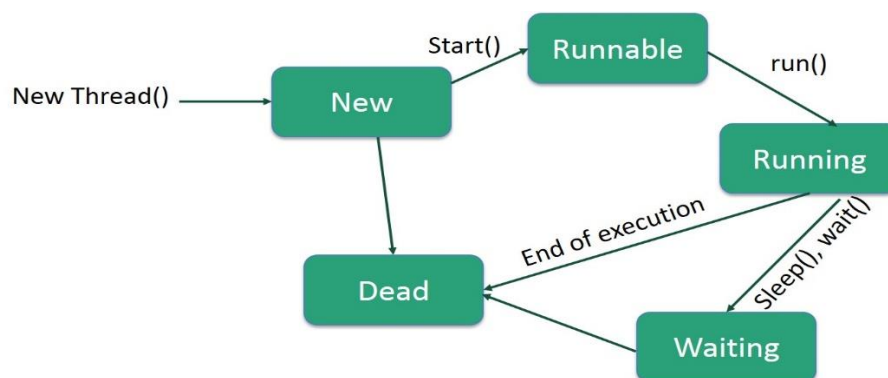 Start()
Runnable
run()
New Thread()
New
Running
End of execution
Sleep(), wait()
Dead
Waiting